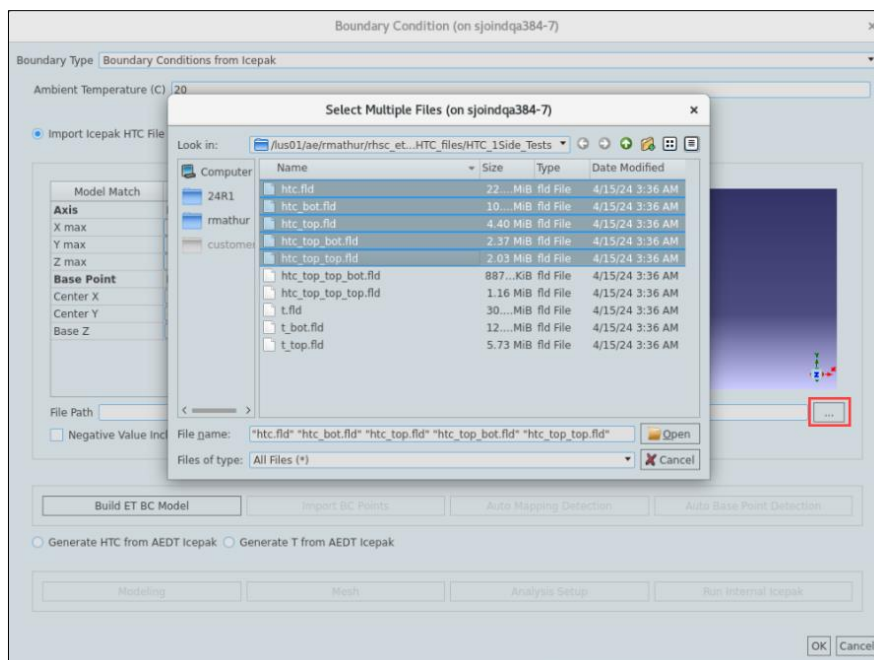 Boundary Condition (on sjoindqa384-7)
Boundary Type Boundary Conditions from Icepak
Ambient Temperature (C) 20
Select Multiple Files (on sjoindqa384-7)
Import Icepak HTC File
Look in: /lus01/ae/rmathur/rhsc_et...HTC_files/HTC_1Side_Tests
Computer
24R1
rmathur
customer
Name Size Type Date Modified
htc.fld 22....MiB fld File 4/15/24 3:36 AM
htc_bot.fld 10....MiB fld File 4/15/24 3:36 AM
htc_top.fld 4.40 MiB fld File 4/15/24 3:36 AM
htc_top_bot.fld 2.37 MiB fld File 4/15/24 3:36 AM
htc_top_top.fld 2.03 MiB fld File 4/15/24 3:36 AM
htc_top_top_bot.fld 887...KiB fld File 4/15/24 3:36 AM
htc_top_top_top.fld 1.16 MiB fld File 4/15/24 3:36 AM
t.fld 30....MiB fld File 4/15/24 3:36 AM
t_bot.fld 12....MiB fld File 4/15/24 3:36 AM
t_top.fld 5.73 MiB fld File 4/15/24 3:36 AM
Model Match
Axis
X max
Y max
Z max
Base Point
Center X
Center Y
Base Z
File Path
...
Negative Value Incl
File name: "htc.fld" "htc_bot.fld" "htc_top.fld" "htc_top_bot.fld" "htc_top_top.fld" Open
Files of type: All Files (*) Cancel
Build ET BC Model Import BC Points Auto Mapping Detection Auto Base Point Detection
Generate HTC from AEDT Icepak Generate T from AEDT Icepak
Modeling Mesh Analysis Setup Run Internal Icepak
OK Cancel